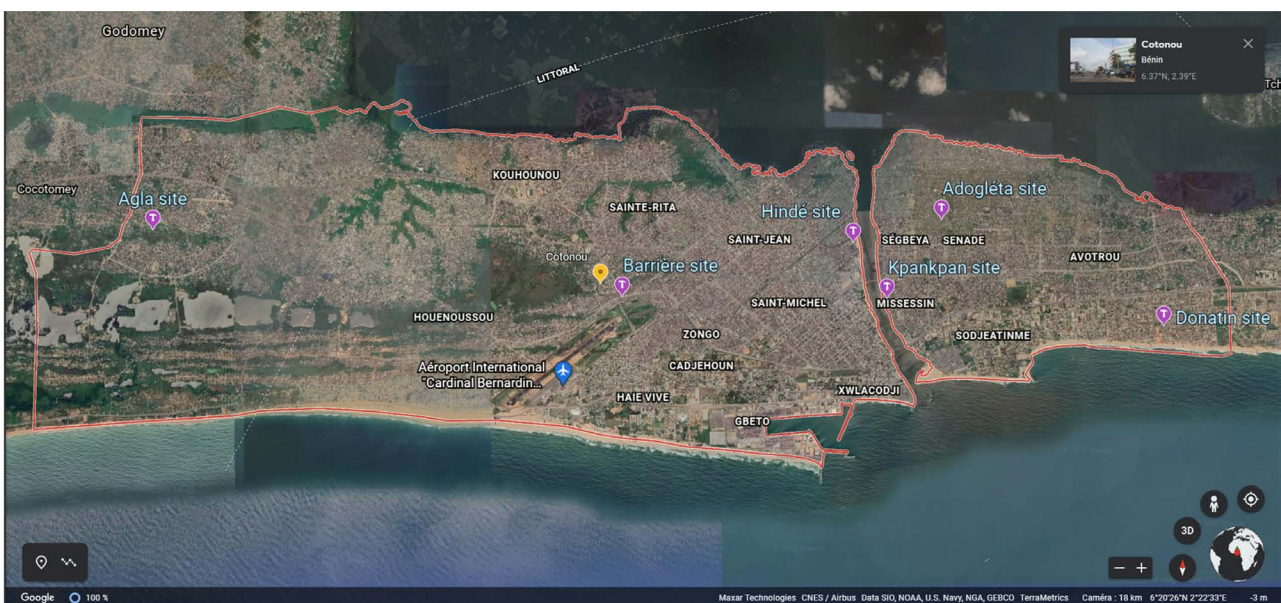 Godomey
LITTORAL
Cotonou
Bénin
6.37°N, 2.39°E
Tch
Cocotomey
Agla site
KOUHOUNOU
SAINTE-RITA
Hindé site
Adogléta site
SAINT-JEAN
SÉGBEYA
SENADE
AVOTROU
Cotonou
Barrière site
Kpankpan site
SAINT-MICHEL
MISSESSIN
HOUENOUSSOU
Donatin site
ZONGO
SODJEATINME
Aéroport International
"Cardinal Bernardin...
CADJEHOUN
HAIE VIVE
XWLACODJI
GBETO
3D
Google
100 %
Maxar Technologies CNES / Airbus Data SIO, NOAA, U.S. Navy, NGA, GEBCO TerraMetrics Caméra : 18 km 6°20'26"N 2°22'33"E -3 m